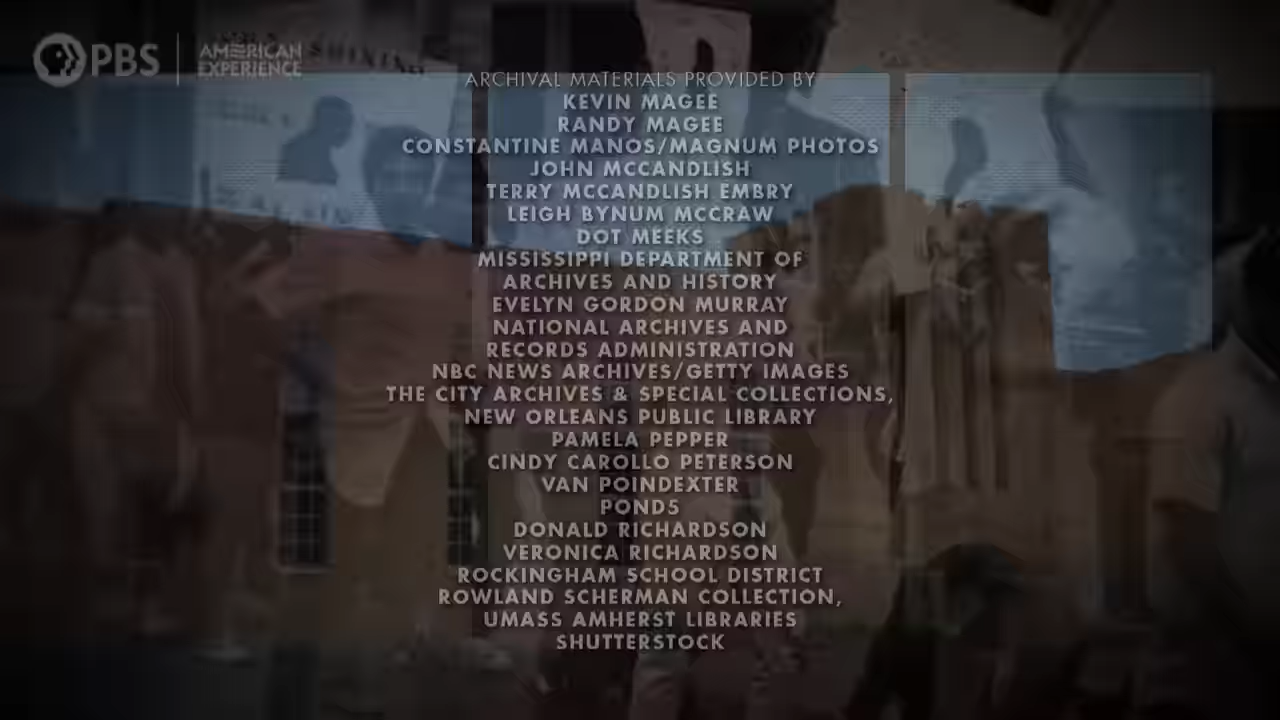 PBS
AMERICAN
EXPERIENCE
SHINING
ARCHIVAL MATERIALS PROVIDED BY
KEVIN MAGEE
RANDY MAGEE
CONSTANTINE MANOS/MAGNUM PHOTOS
JOHN MCCANDLISH
TERRY MCCANDLISH EMBRY
LEIGH BYNUM MCCRAW
DOT MEEKS
MISSISSIPPI DEPARTMENT OF
ARCHIVES AND HISTORY
EVELYN GORDON MURRAY
NATIONAL ARCHIVES AND
RECORDS ADMINISTRATION
NBC NEWS ARCHIVES/GETTY IMAGES
THE CITY ARCHIVES & SPECIAL COLLECTIONS,
NEW ORLEANS PUBLIC LIBRARY
PAMELA PEPPER
CINDY CAROLLO PETERSON
VAN POINDEXTER
POND5
DONALD RICHARDSON
VERONICA RICHARDSON
ROCKINGHAM SCHOOL DISTRICT
ROWLAND SCHERMAN COLLECTION,
UMASS AMHERST LIBRARIES
SHUTTERSTOCK